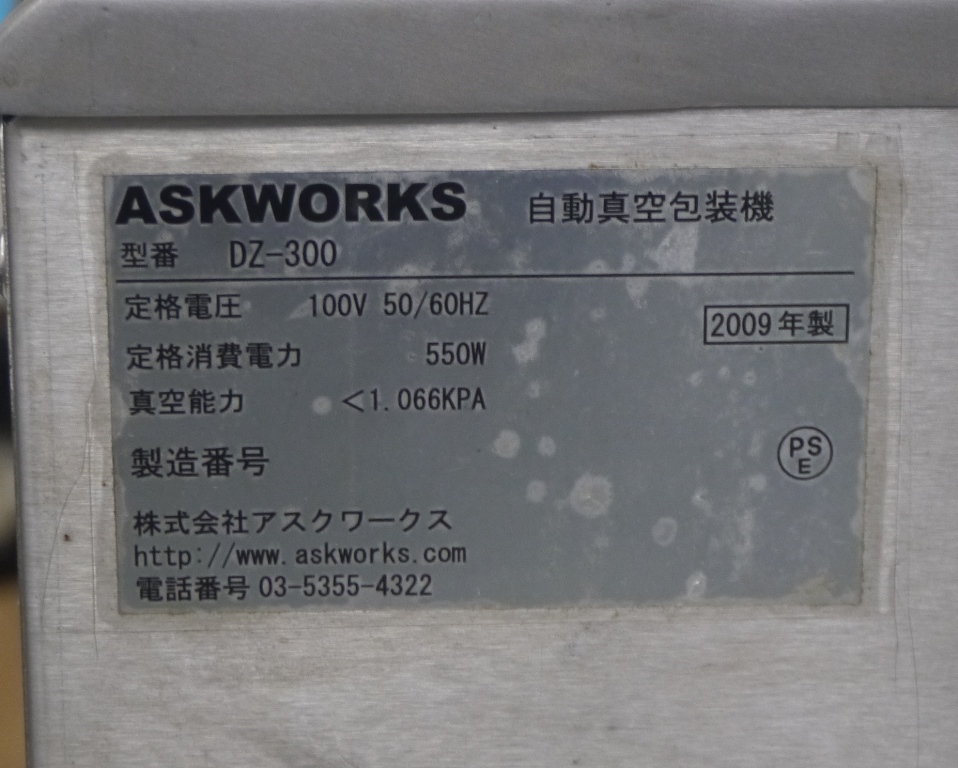 ASKWORKS 自動真空包装機
型番 DZ-300
定格電圧 100V 50/60HZ
2009年製
定格消費電力 550W
真空能力 <1.066KPA
製造番号
PS
E
株式会社アスクワークス
http://www.askworks.com
電話番号 03-5355-4322